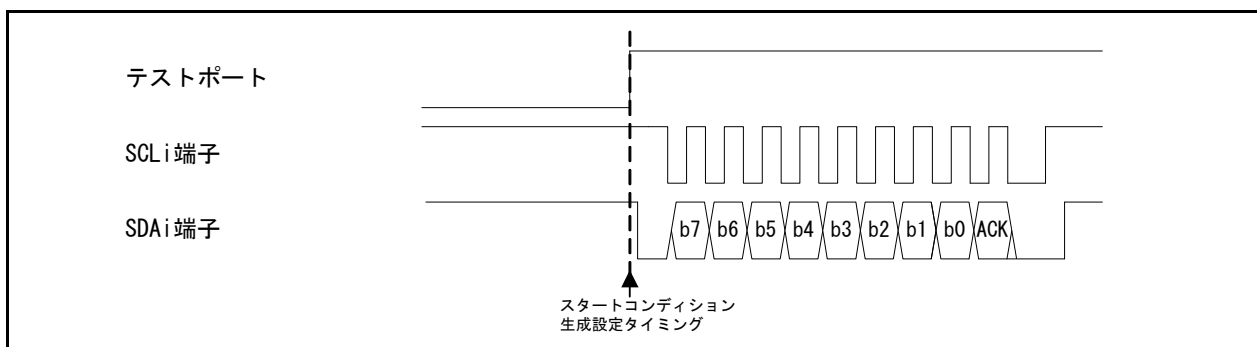 テストポート
SCLi端子
SDAi端子
b7 b6 b5 b4 b3 b2 b1 b0 ACK
スタートコンディション
生成設定タイミング